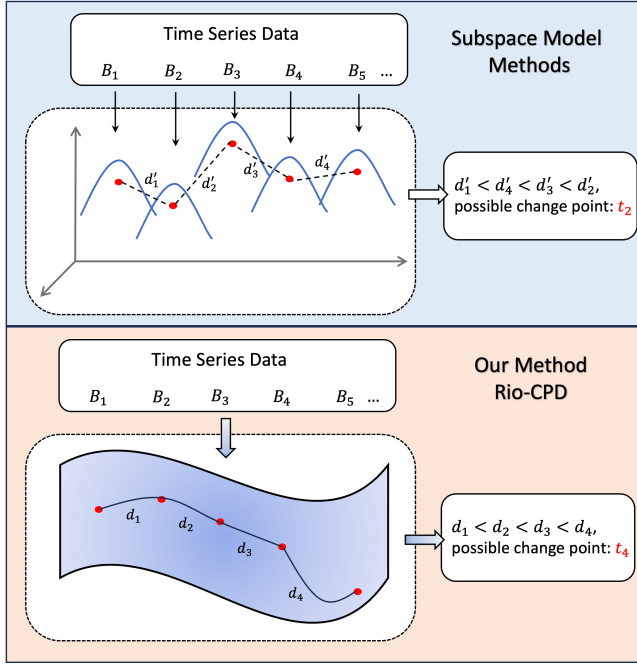 Time Series Data
B₁ B₂ B₃ B₄ B₅ ...
Subspace Model
Methods
d′₁ d′₂ d′₃ d′₄
d′₁ < d′₄ < d′₃ < d′₂,
possible change point: t₂
Time Series Data
B₁ B₂ B₃ B₄ B₅ ...
Our Method
Rio-CPD
d₁ d₂ d₃ d₄
d₁ < d₂ < d₃ < d₄,
possible change point: t₄